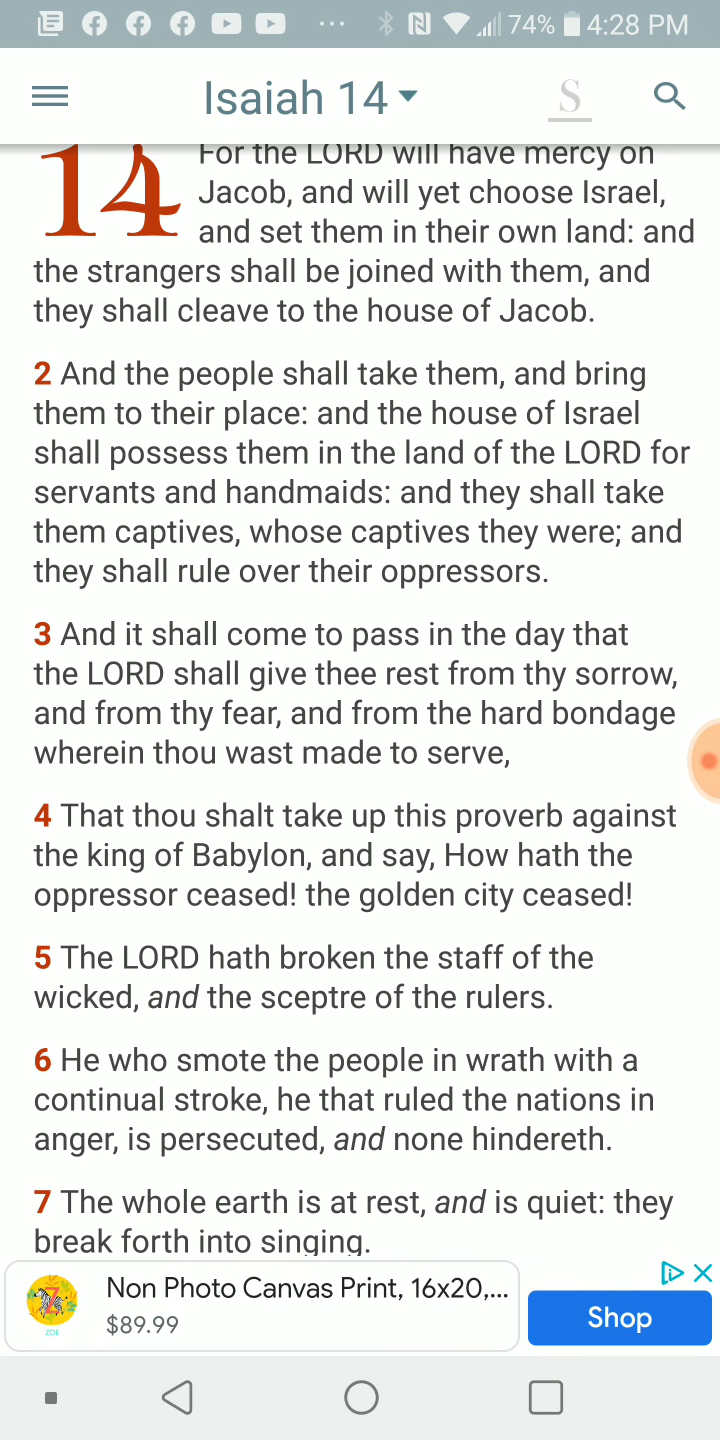 74% 4:28 PM
Isaiah 14
S
14 For the LORD will have mercy on
Jacob, and will yet choose Israel,
and set them in their own land: and
the strangers shall be joined with them, and
they shall cleave to the house of Jacob.
2 And the people shall take them, and bring
them to their place: and the house of Israel
shall possess them in the land of the LORD for
servants and handmaids: and they shall take
them captives, whose captives they were; and
they shall rule over their oppressors.
3 And it shall come to pass in the day that
the LORD shall give thee rest from thy sorrow,
and from thy fear, and from the hard bondage
wherein thou wast made to serve,
4 That thou shalt take up this proverb against
the king of Babylon, and say, How hath the
oppressor ceased! the golden city ceased!
5 The LORD hath broken the staff of the
wicked, and the sceptre of the rulers.
6 He who smote the people in wrath with a
continual stroke, he that ruled the nations in
anger, is persecuted, and none hindereth.
7 The whole earth is at rest, and is quiet: they
break forth into singing.
Non Photo Canvas Print, 16x20,...
$89.99
Z
ZOE
Shop